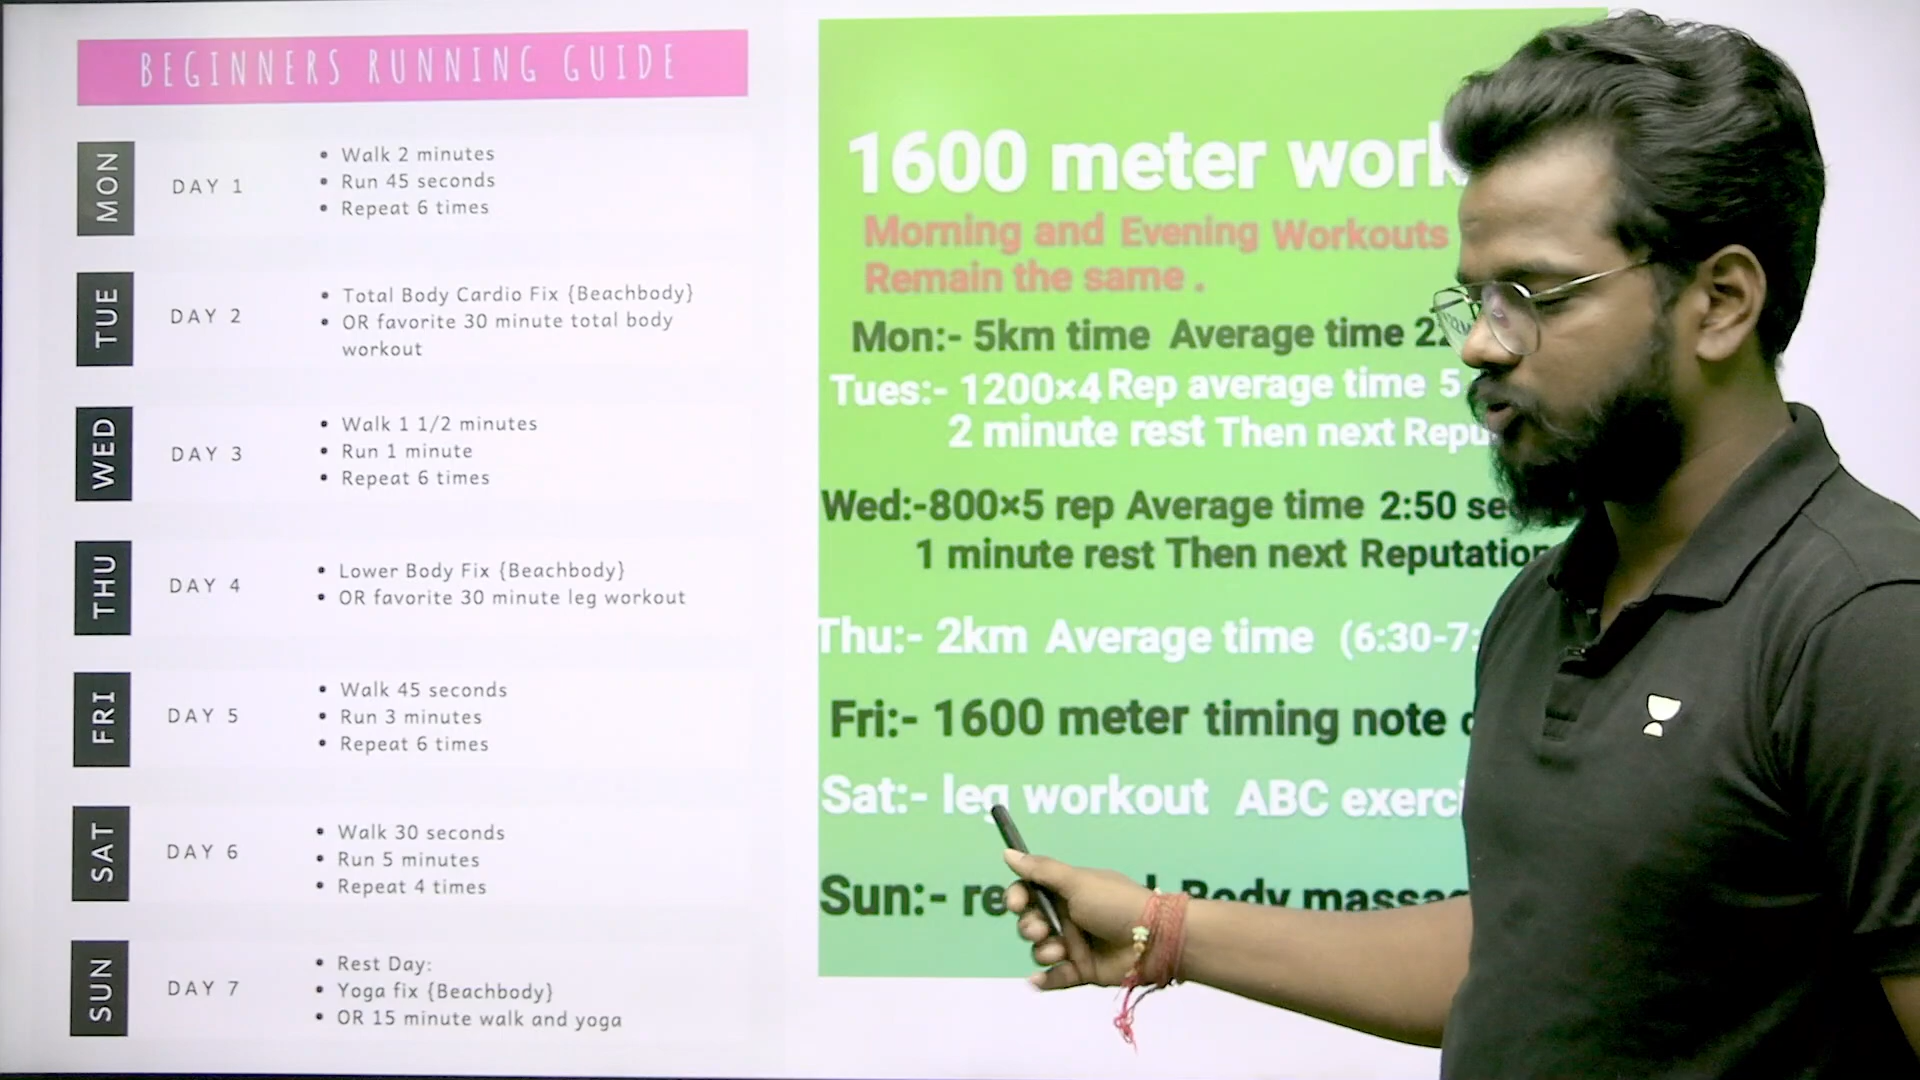 BEGINNERS RUNNING GUIDE
MON
DAY 1
• Walk 2 minutes
• Run 45 seconds
• Repeat 6 times
TUE
DAY 2
• Total Body Cardio Fix {Beachbody}
• OR favorite 30 minute total body
workout
WED
DAY 3
• Walk 1 1/2 minutes
• Run 1 minute
• Repeat 6 times
THU
DAY 4
• Lower Body Fix {Beachbody}
• OR favorite 30 minute leg workout
FRI
DAY 5
• Walk 45 seconds
• Run 3 minutes
• Repeat 6 times
SAT
DAY 6
• Walk 30 seconds
• Run 5 minutes
• Repeat 4 times
SUN
DAY 7
• Rest Day:
• Yoga fix {Beachbody}
• OR 15 minute walk and yoga
1600 meter
Morning and Evening Workouts
Remain the same .
Mon:- 5km time Average time
Tues:- 1200×4 Rep average time 5
2 minute rest Then next
Wed:-800×5 rep Average time 2:50
1 minute rest Then next
Thu:- 2km Average time (6:30-7:
Fri:- 1600 meter timing note
Sat:- leg workout ABC
Sun:- Body